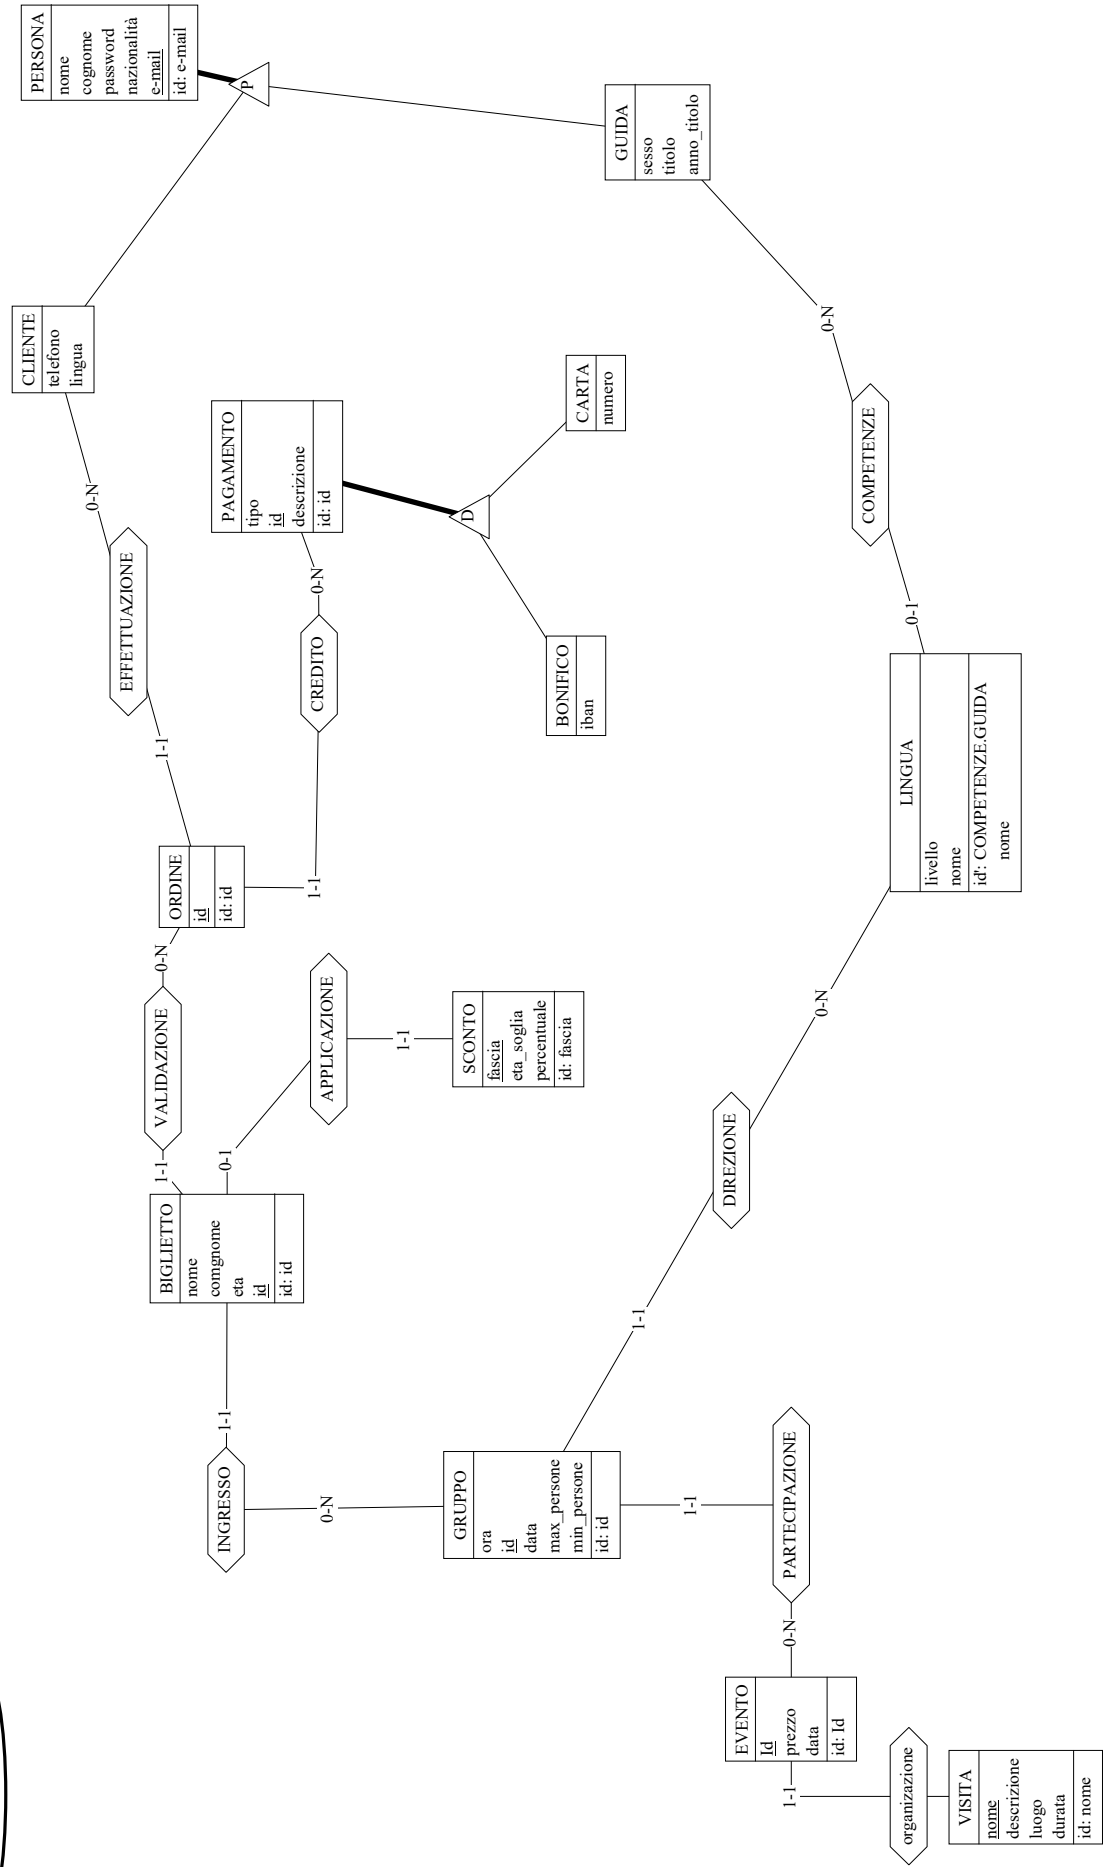 PERSONA
nome
cognome
password
nazionalità
e-mail
id: e-mail
P
CLIENTE
telefono
lingua
GUIDA
sesso
titolo
anno_titolo
0-N
EFFETTUAZIONE
1-1
PAGAMENTO
tipo
id
descrizione
id: id
0-N
CREDITO
1-1
D
CARTA
numero
BONIFICO
iban
0-N
COMPETENZE
0-1
ORDINE
id
id: id
0-N
VALIDAZIONE
1-1
APPLICAZIONE
0-1
1-1
SCONTO
fascia
eta_soglia
percentuale
id: fascia
LINGUA
livello
nome
id': COMPETENZE.GUIDA
nome
0-N
DIREZIONE
1-1
BIGLIETTO
nome
comgnome
eta
id
id: id
1-1
INGRESSO
0-N
GRUPPO
ora
id
data
max_persone
min_persone
id: id
1-1
PARTECIPAZIONE
0-N
EVENTO
Id
prezzo
data
id: Id
1-1
organizazione
VISITA
nome
descrizione
luogo
durata
id: nome